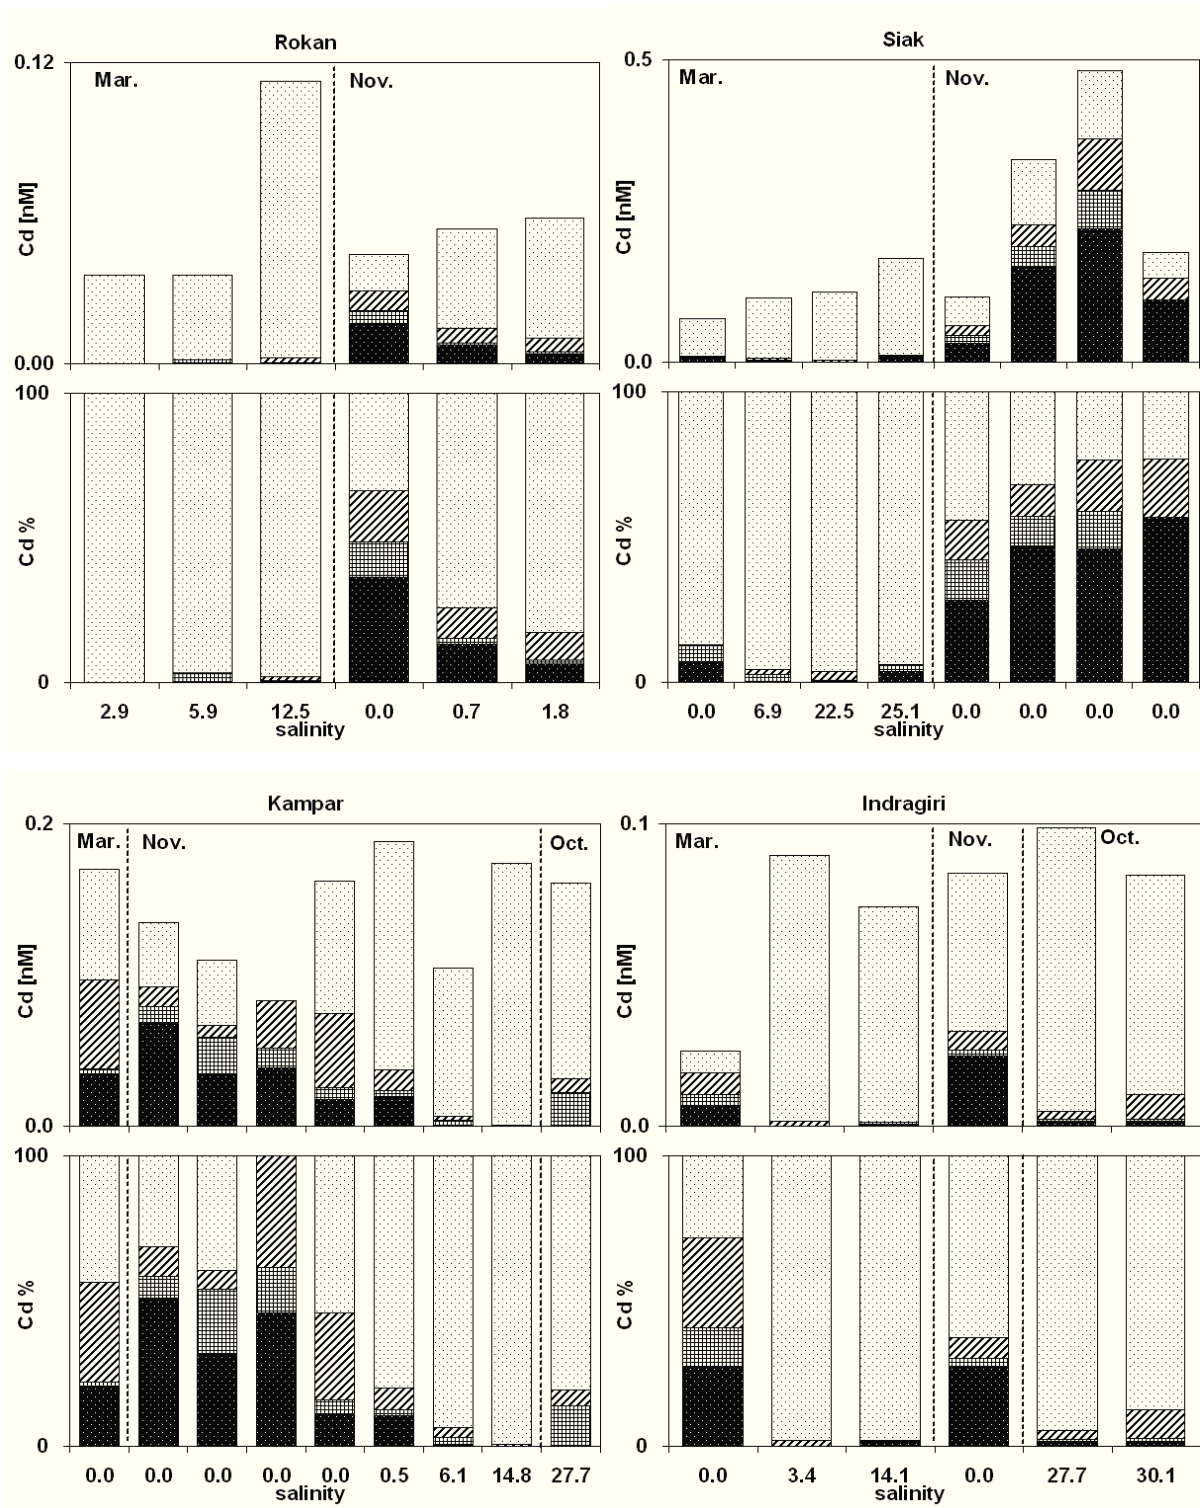 Rokan
0.12
Mar.
Nov.
Cd [nM]
0.00
100
Cd %
0
2.9 5.9 12.5 0.0 0.7 1.8
salinity
Siak
0.5
Mar.
Nov.
Cd [nM]
0.0
100
Cd %
0
0.0 6.9 22.5 25.1 0.0 0.0 0.0 0.0
salinity
Kampar
0.2
Mar.
Nov.
Oct.
Cd [nM]
0.0
100
Cd %
0
0.0 0.0 0.0 0.0 0.0 0.5 6.1 14.8 27.7
salinity
Indragiri
0.1
Mar.
Nov.
Oct.
Cd [nM]
0.0
100
Cd %
0
0.0 3.4 14.1 0.0 27.7 30.1
salinity